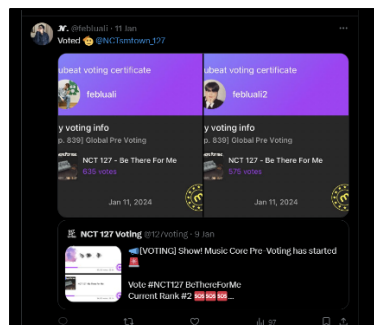 𝑵. @febluali · 11 Jan
Voted 🫡 @NCTsmtown_127
ubeat voting certificate
febluali
y voting info
p. 839] Global Pre Voting
NCT 127 - Be There For Me
635 votes
Jan 11, 2024
ubeat voting certificate
febluali2
y voting info
p. 839] Global Pre Voting
NCT 127 - Be There For Me
575 votes
Jan 11, 2024
NCT 127 Voting @127voting · 9 Jan
📢[VOTING] Show! Music Core Pre-Voting has started
🚨
Vote #NCT127 BeThereForMe
Current Rank #2 🆘🆘🆘...
97